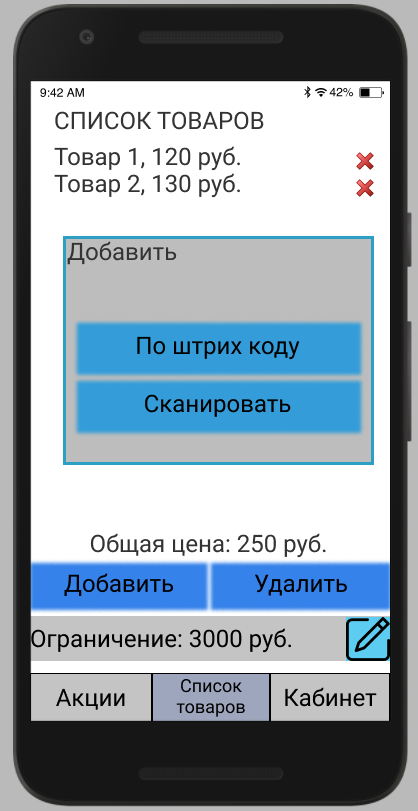 9:42 AM 42%
СПИСОК ТОВАРОВ
Товар 1, 120 руб.
Товар 2, 130 руб.
Добавить
По штрих коду
Сканировать
Общая цена: 250 руб.
Добавить Удалить
Ограничение: 3000 руб.
Акции
Список
товаров
Кабинет